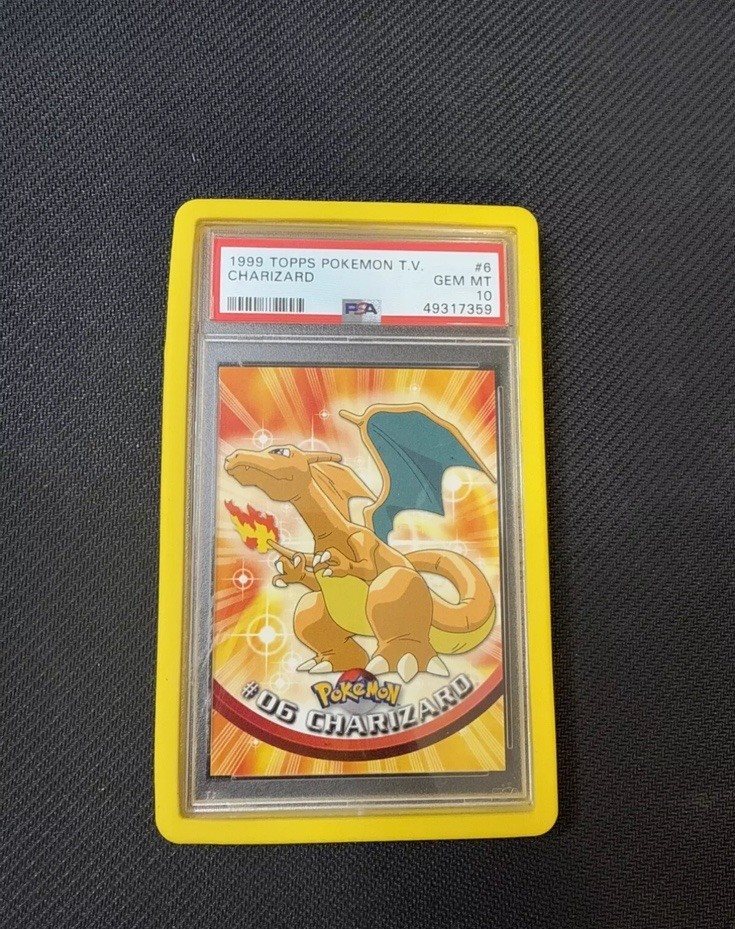 1999 TOPPS POKEMON T.V. #6
CHARIZARD GEM MT
10
PSA 49317359
POKéMON
#06 CHARIZARD